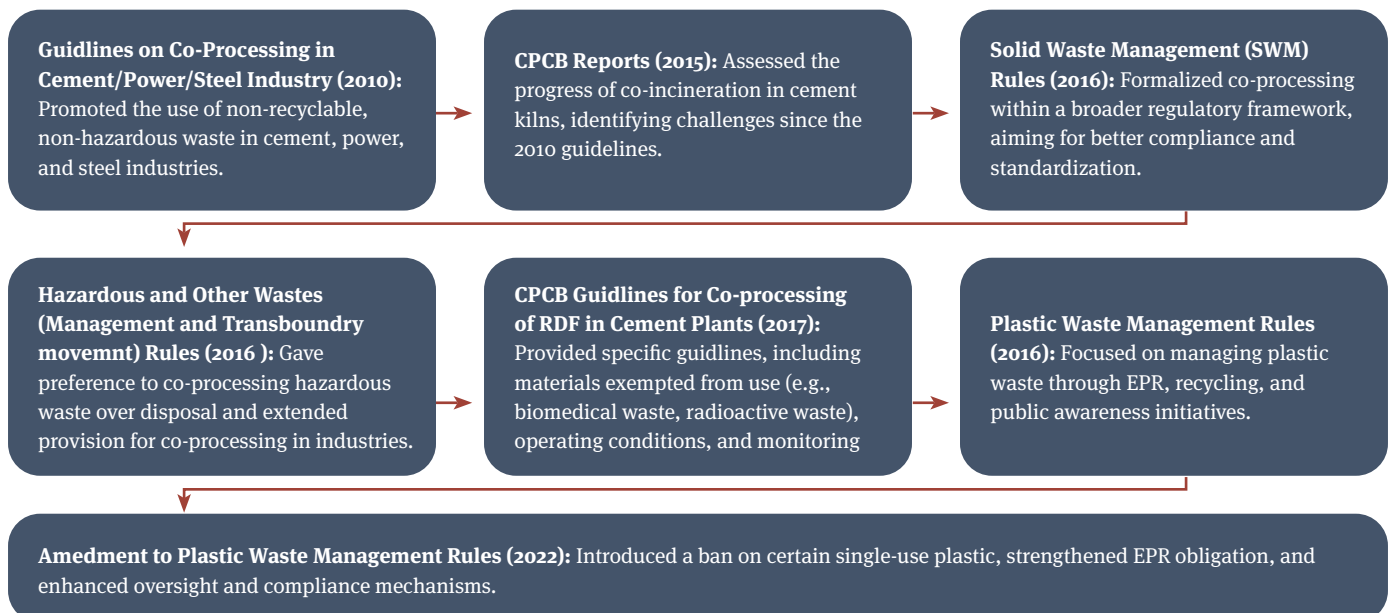 Guidlines on Co-Processing in
Cement/Power/Steel Industry (2010):
Promoted the use of non-recyclable,
non-hazardous waste in cement, power,
and steel industries.
CPCB Reports (2015): Assessed the
progress of co-incineration in cement
kilns, identifying challenges since the
2010 guidelines.
Solid Waste Management (SWM)
Rules (2016): Formalized co-processing
within a broader regulatory framework,
aiming for better compliance and
standardization.
Hazardous and Other Wastes
(Management and Transboundry
movemnt) Rules (2016 ): Gave
preference to co-processing hazardous
waste over disposal and extended
provision for co-processing in industries.
CPCB Guidlines for Co-processing
of RDF in Cement Plants (2017):
Provided specific guidlines, including
materials exempted from use (e.g.,
biomedical waste, radioactive waste),
operating conditions, and monitoring
Plastic Waste Management Rules
(2016): Focused on managing plastic
waste through EPR, recycling, and
public awareness initiatives.
Amedment to Plastic Waste Management Rules (2022): Introduced a ban on certain single-use plastic, strengthened EPR obligation, and
enhanced oversight and compliance mechanisms.